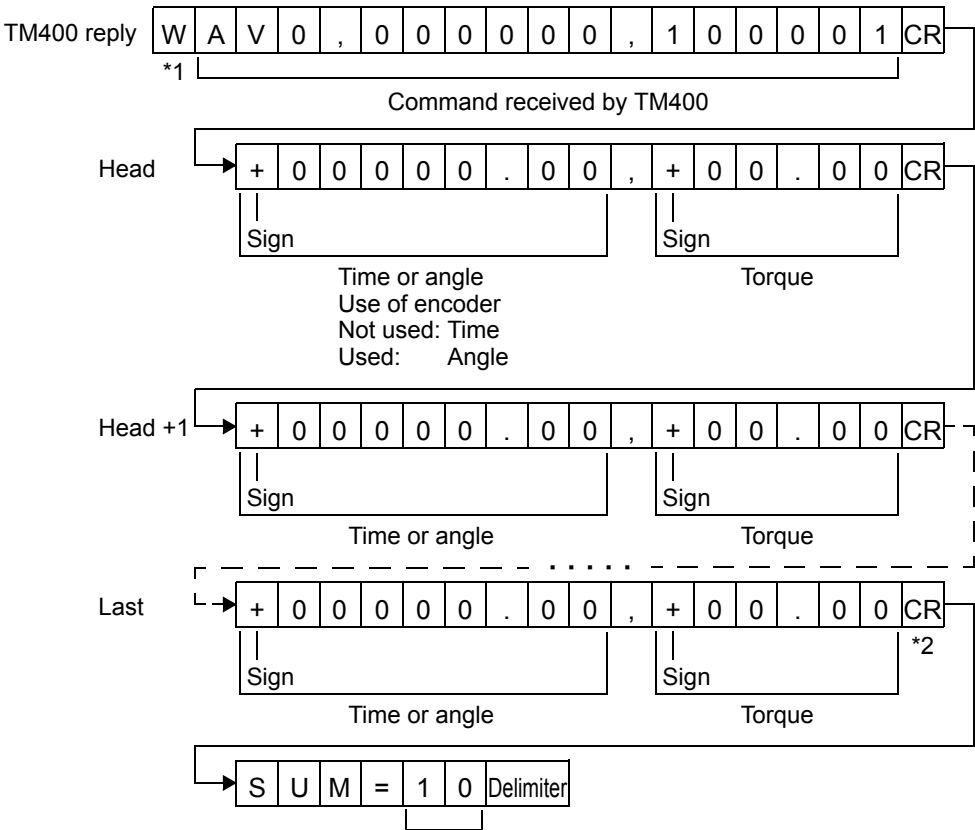 TM400 reply W A V 0 , 0 0 0 0 0 0 , 1 0 0 0 0 1 CR
*1
Command received by TM400
Head + 0 0 0 0 0 . 0 0 , + 0 0 . 0 0 CR
Sign Sign
Time or angle Torque
Use of encoder
Not used: Time
Used: Angle
Head +1 + 0 0 0 0 0 . 0 0 , + 0 0 . 0 0 CR
Sign Sign
Time or angle Torque
.....
Last + 0 0 0 0 0 . 0 0 , + 0 0 . 0 0 CR
*2
Sign Sign
Time or angle Torque
S U M = 1 0 Delimiter